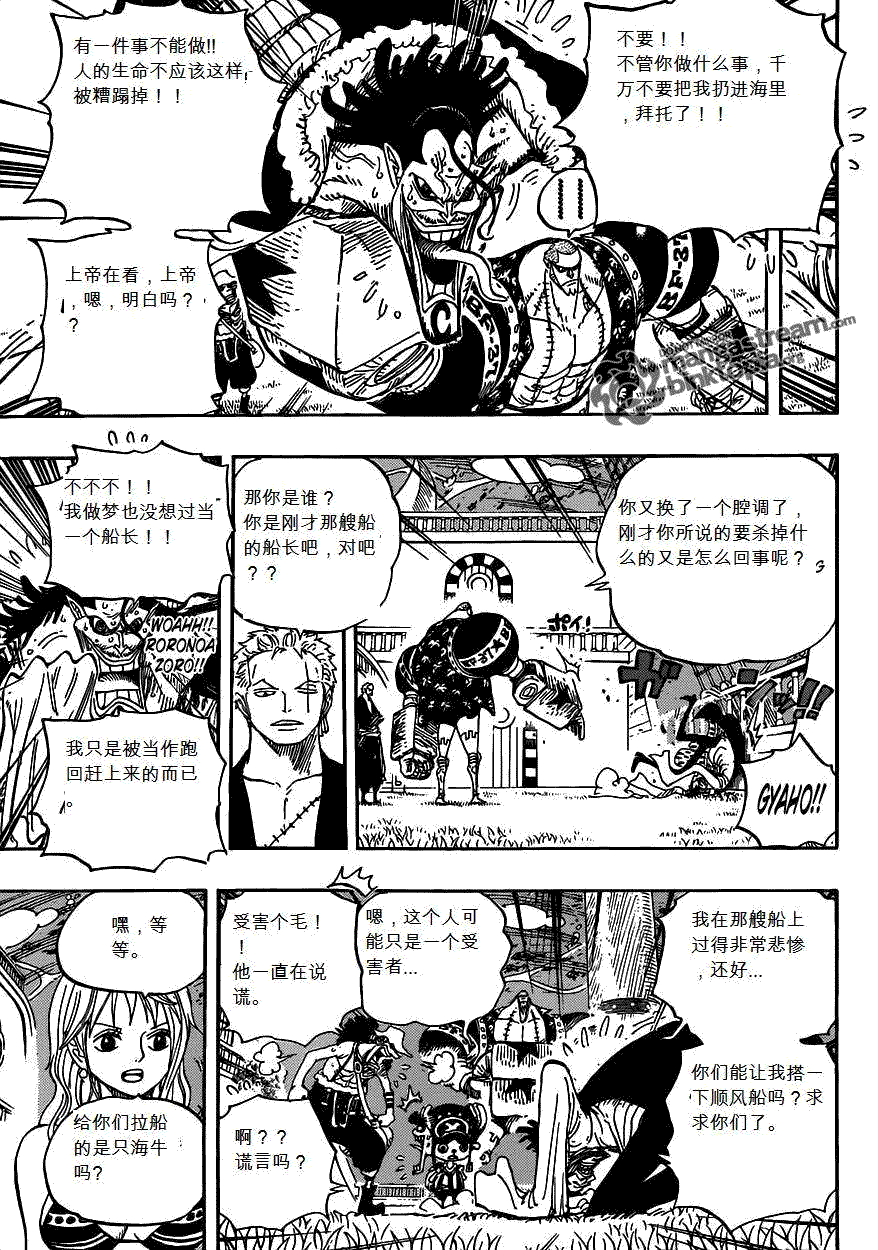 不要！！
不管你做什么事，千
万不要把我扔进海里
，拜托了！！
有一件事不能做!!
人的生命不应该这样
被糟蹋掉！！
上帝在看，上帝
，嗯，明白吗？
？
!!
C
mangastream.com
你又换了一个腔调了，
刚才你所说的要杀掉什
么的又是怎么回事呢？
ポイ!
GYAHO!!
那你是谁？
你是刚才那艘船
的船长吧，对吧
？？
不不不！！
我做梦也没想过当
一个船长！！
WOAHH!!
RORONOA
ZORO!!
我只是被当作跑
回赶上来的而已
。
我在那艘船上
过得非常悲惨
，还好...
你们能让我搭一
下顺风船吗？求
求你们了。
嗯，这个人可
能只是一个受
害者...
受害个毛！
！
他一直在说
谎。
啊？？
谎言吗？
嘿，等
等。
给你们拉船
的是只海牛
吗?